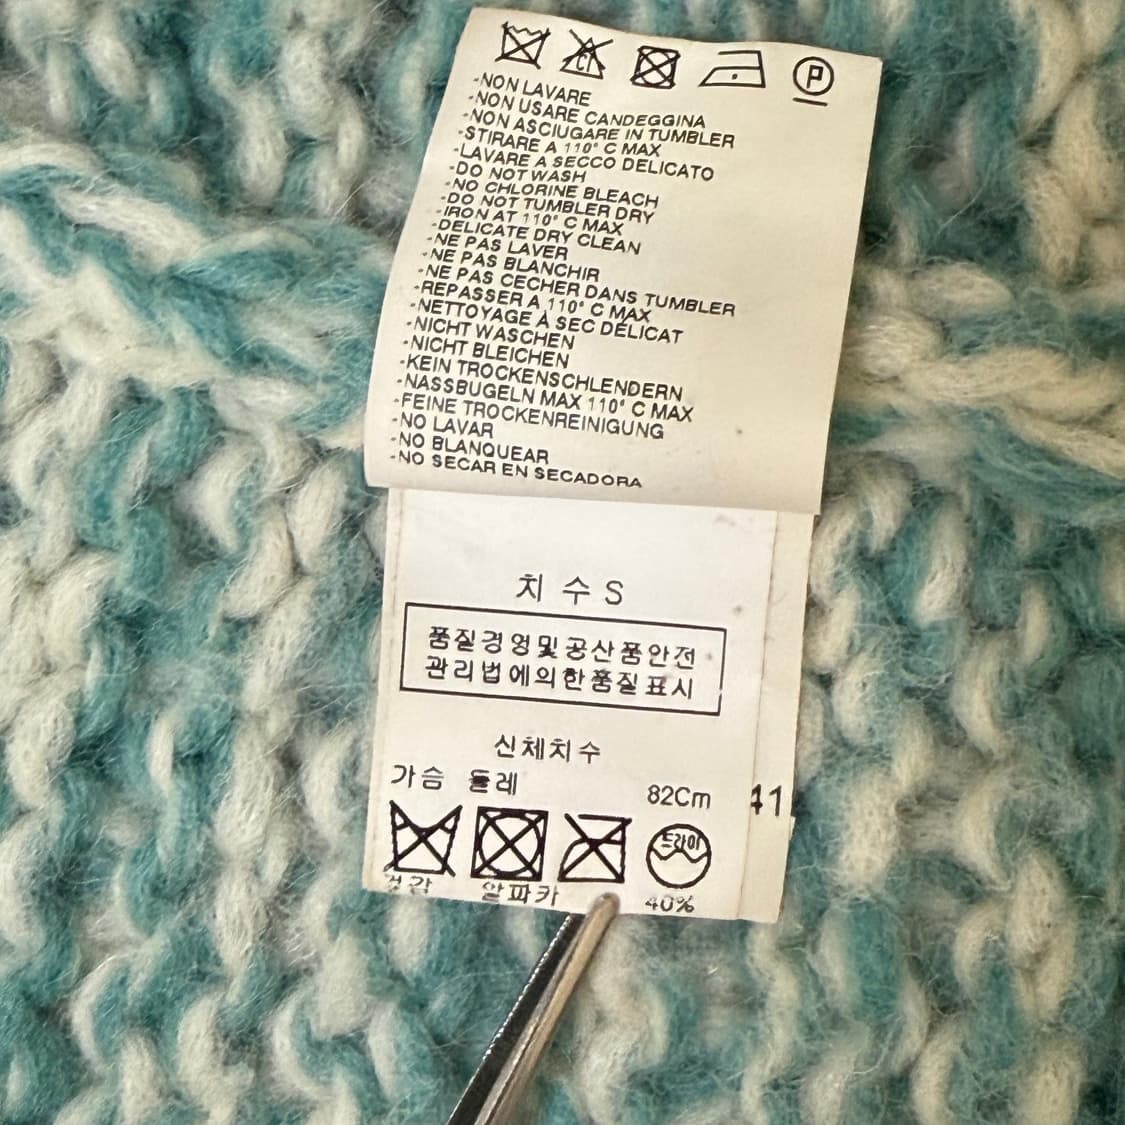 CL
P
-NON LAVARE
-NON USARE CANDEGGINA
-NON ASCIUGARE IN TUMBLER
-STIRARE A 110° C MAX
-LAVARE A SECCO DELICATO
-DO NOT WASH
-NO CHLORINE BLEACH
-DO NOT TUMBLER DRY
-IRON AT 110° C MAX
-DELICATE DRY CLEAN
-NE PAS LAVER
-NE PAS BLANCHIR
-NE PAS CECHER DANS TUMBLER
-REPASSER A 110° C MAX
-NETTOYAGE À SEC DÉLICAT
-NICHT WASCHEN
-NICHT BLEICHEN
-KEIN TROCKENSCHLENDERN
-NASSBUGELN MAX 110° C MAX
-FEINE TROCKENREINIGUNG
-NO LAVAR
-NO BLANQUEAR
-NO SECAR EN SECADORA
치 수 S
품질경영및공산품안전
관리법에의한품질표시
신체치수
가슴 둘레 82Cm
41
드라이
겉감 알파카 40%